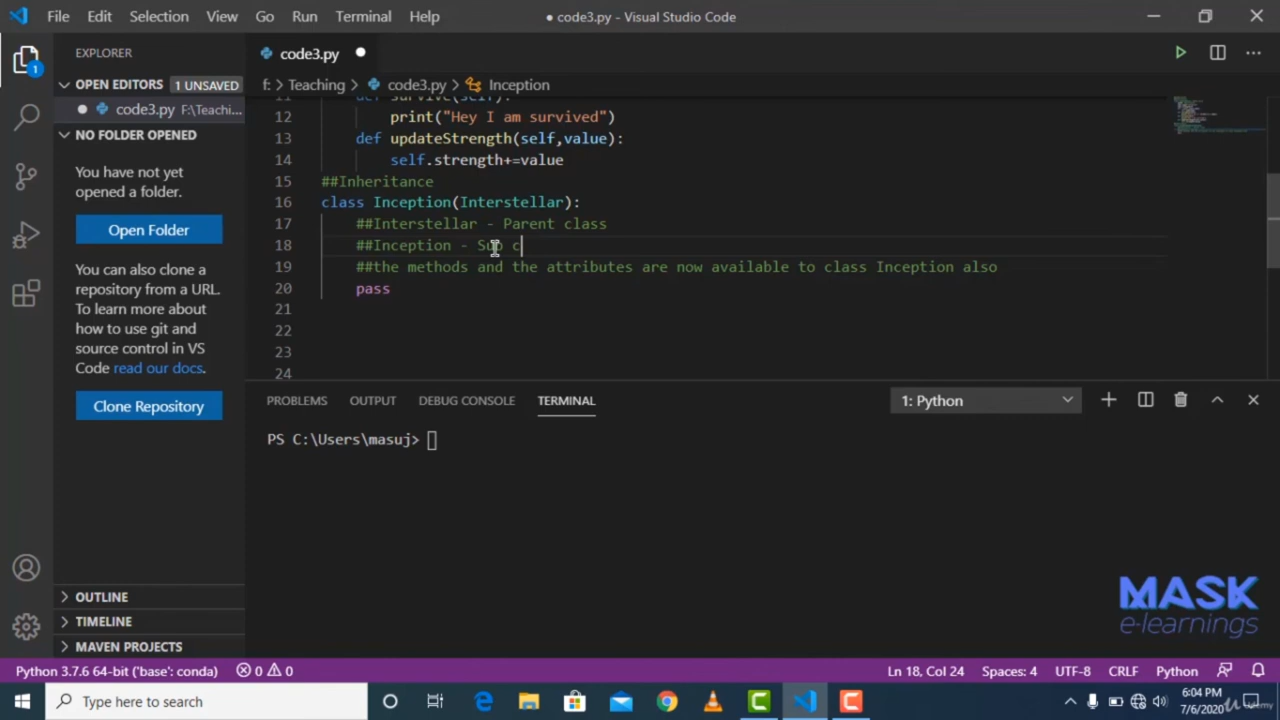 File Edit Selection View Go Run Terminal Help
● code3.py - Visual Studio Code
EXPLORER
OPEN EDITORS 1 UNSAVED
code3.py F:\Teachi...
NO FOLDER OPENED
You have not yet
opened a folder.
Open Folder
You can also clone a
repository from a URL.
To learn more about
how to use git and
source control in VS
Code read our docs.
Clone Repository
OUTLINE
TIMELINE
MAVEN PROJECTS
1
code3.py
f: > Teaching > code3.py > Inception
11 def survive(self):
12 print("Hey I am survived")
13 def updateStrength(self,value):
14 self.strength+=value
15 ##Inheritance
16 class Inception(Interstellar):
17 ##Interstellar - Parent class
18 ##Inception - Sub c
19 ##the methods and the attributes are now available to class Inception also
20 pass
21
22
23
24
PROBLEMS OUTPUT DEBUG CONSOLE TERMINAL
1: Python
PS C:\Users\masuj>
MASK
e-learnings
Python 3.7.6 64-bit ('base': conda) 0 0
Ln 18, Col 24 Spaces: 4 UTF-8 CRLF Python
Type here to search
6:04 PM
7/6/2020
Udemy